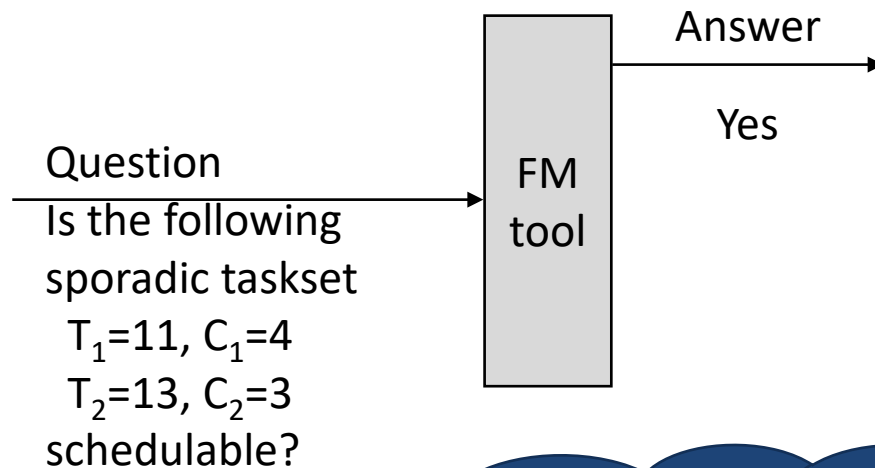 Question
Is the following
sporadic taskset
T₁=11, C₁=4
T₂=13, C₂=3
schedulable?
FM
tool
Answer
Yes